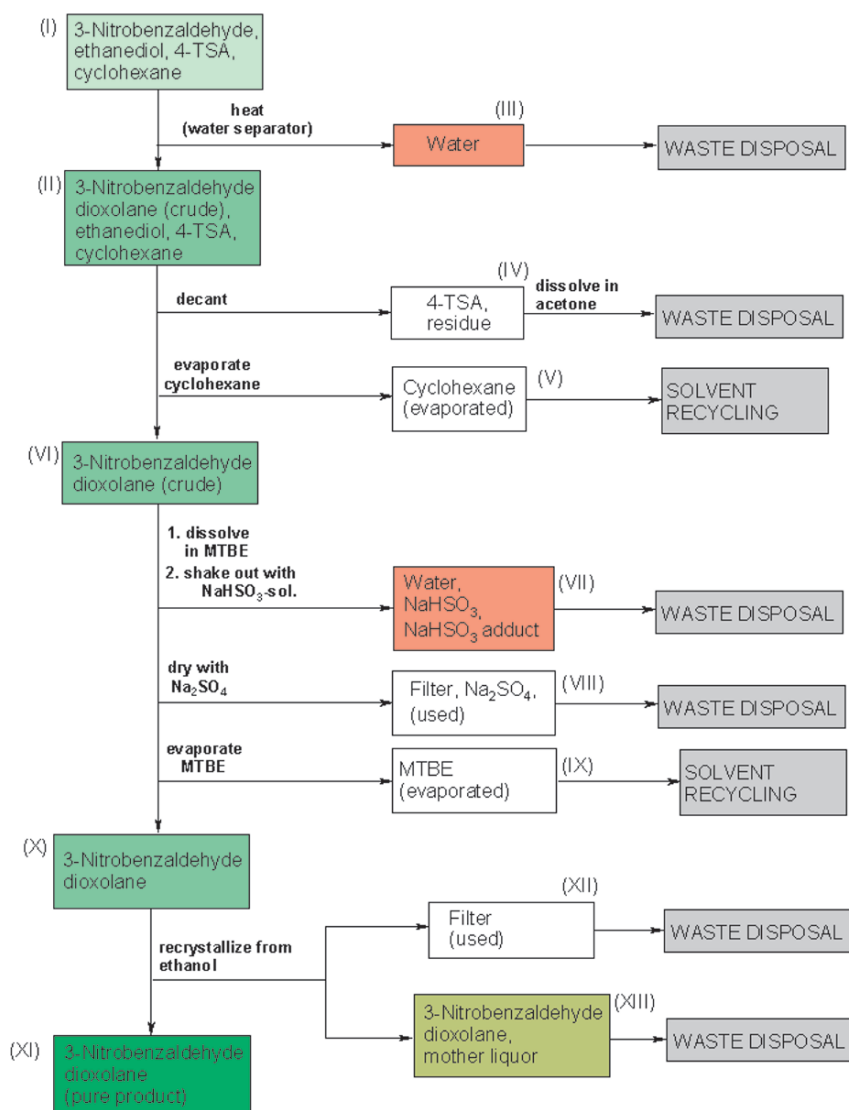 (I)
3-Nitrobenzaldehyde,
ethanediol, 4-TSA,
cyclohexane
heat
(water separator)
(III)
Water
WASTE DISPOSAL
(II)
3-Nitrobenzaldehyde
dioxolane (crude),
ethanediol, 4-TSA,
cyclohexane
decant
(IV)
4-TSA,
residue
dissolve in
acetone
WASTE DISPOSAL
evaporate
cyclohexane
Cyclohexane
(evaporated)
(V)
SOLVENT
RECYCLING
(VI)
3-Nitrobenzaldehyde
dioxolane (crude)
1. dissolve
in MTBE
2. shake out with
NaHSO₃-sol.
Water,
NaHSO₃,
NaHSO₃ adduct
(VII)
WASTE DISPOSAL
dry with
Na₂SO₄
Filter, Na₂SO₄,
(used)
(VIII)
WASTE DISPOSAL
evaporate
MTBE
MTBE
(evaporated)
(IX)
SOLVENT
RECYCLING
(X)
3-Nitrobenzaldehyde
dioxolane
recrystallize from
ethanol
(XII)
Filter
(used)
WASTE DISPOSAL
(XIII)
3-Nitrobenzaldehyde
dioxolane,
mother liquor
WASTE DISPOSAL
(XI)
3-Nitrobenzaldehyde
dioxolane
(pure product)